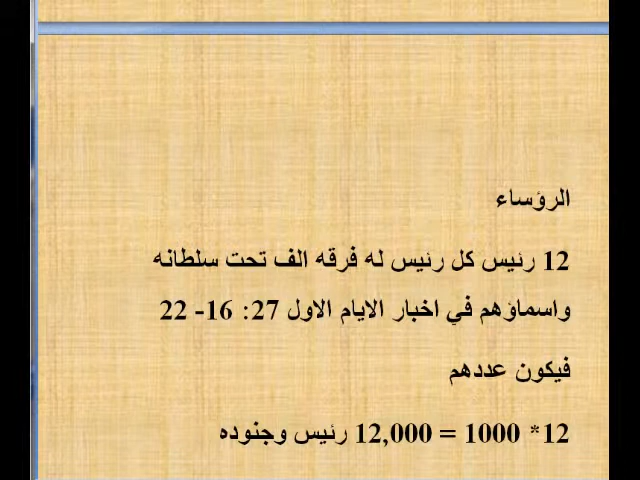 الرؤساء
12 رئيس كل رئيس له فرقه الف تحت سلطانه
واسماؤهم في اخبار الايام الاول 27: 16- 22
فيكون عددهم
12* 1000 = 12,000 رئيس وجنوده